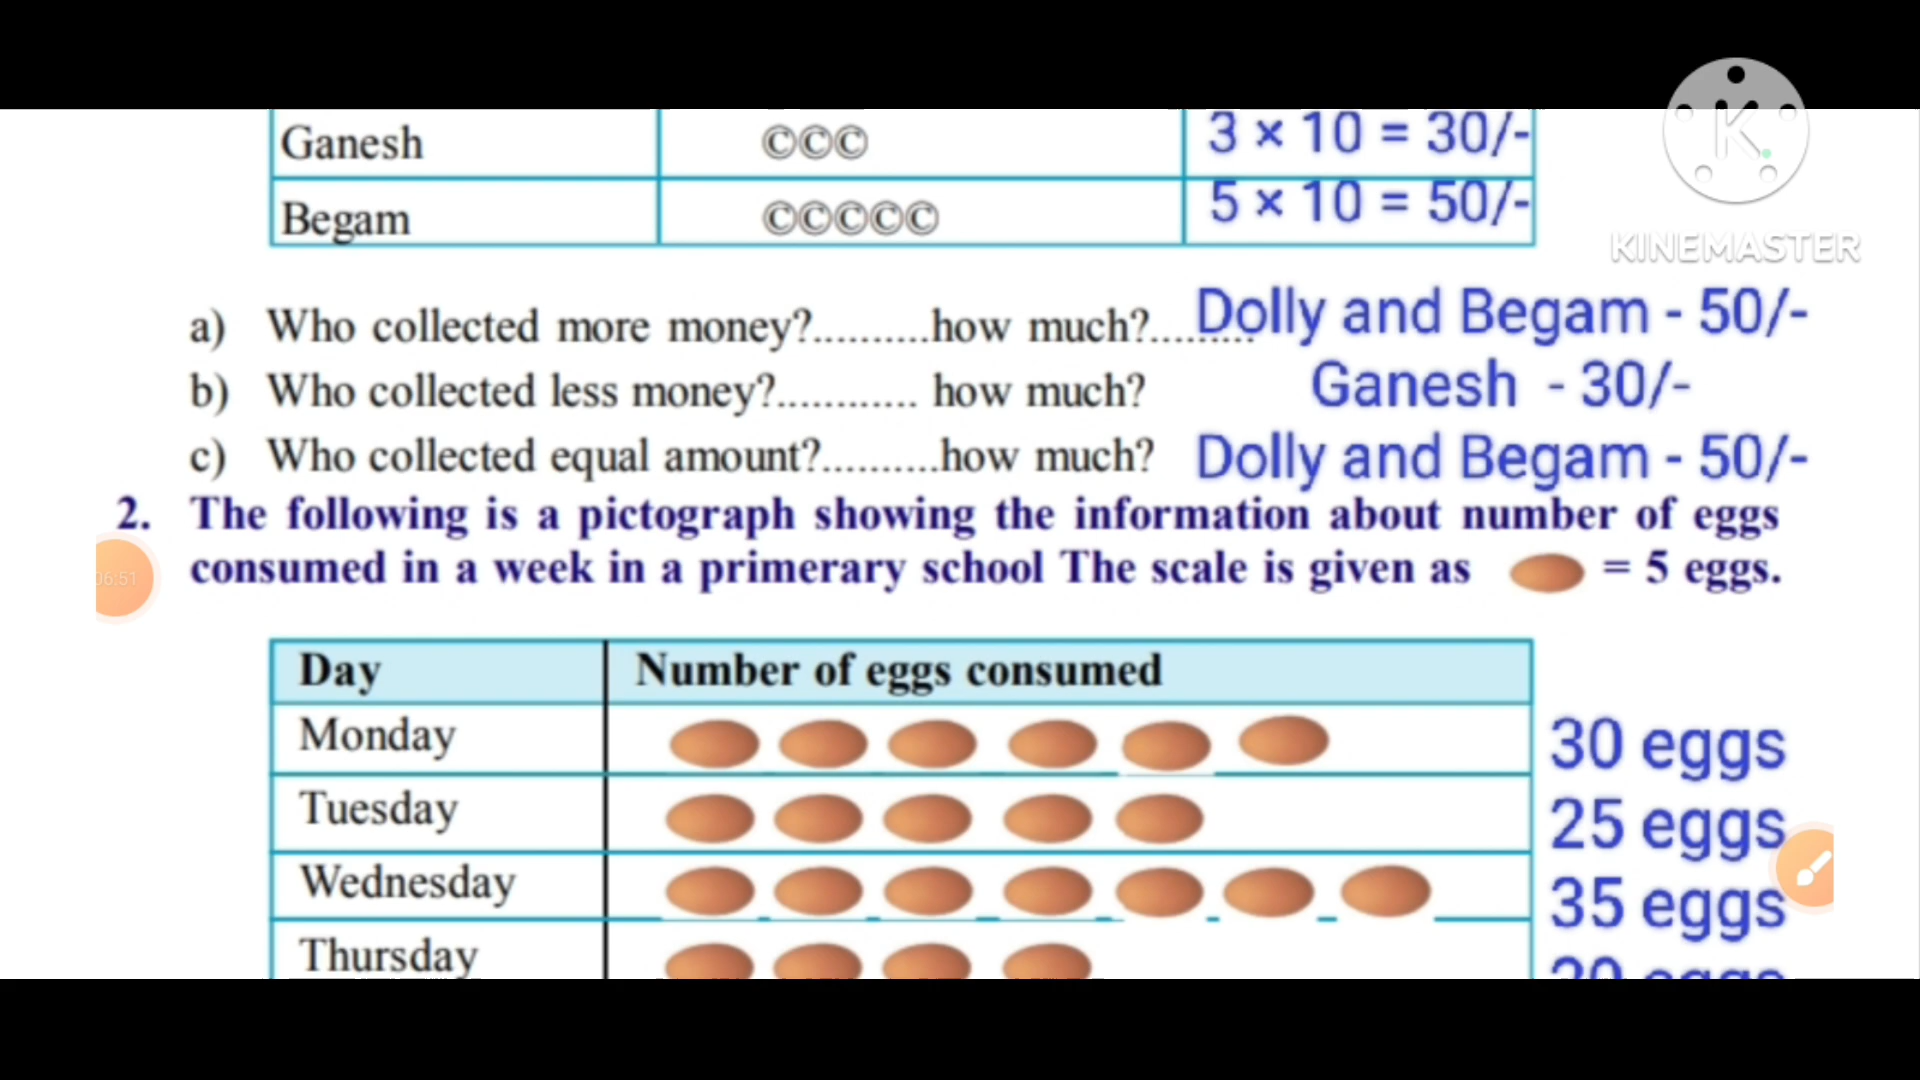 Ganesh ©©© 3 × 10 = 30/-
Begam ©©©©© 5 × 10 = 50/-
KINEMASTER
a) Who collected more money?..........how much?......... Dolly and Begam - 50/-
b) Who collected less money?............ how much? Ganesh - 30/-
c) Who collected equal amount?..........how much? Dolly and Begam - 50/-
2. The following is a pictograph showing the information about number of eggs
consumed in a week in a primerary school The scale is given as = 5 eggs.
06:51
Day Number of eggs consumed
Monday 30 eggs
Tuesday 25 eggs
Wednesday 35 eggs
Thursday 20 eggs